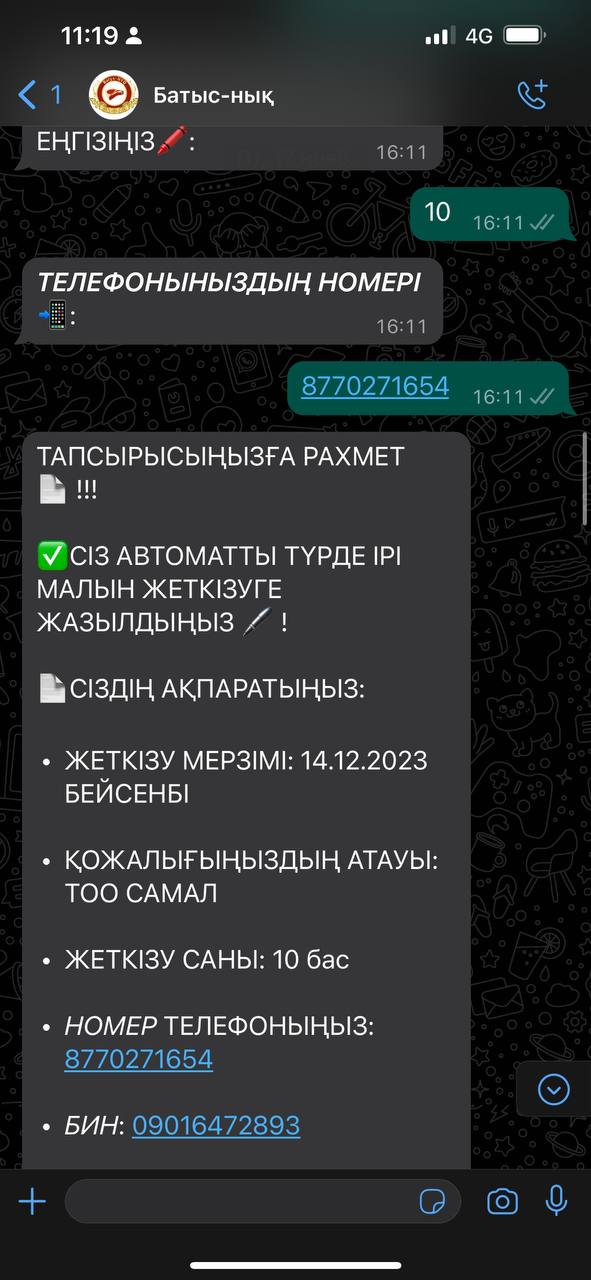 11:19
4G
1
Батыс-нық
ЕҢГІЗІҢІЗ🖍️:
16:11
10
16:11
ТЕЛЕФОНЫНЫЗДЫҢ НОМЕРІ
📲:
16:11
8770271654
16:11
ТАПСЫРЫСЫҢЫЗҒА РАХМЕТ
📄 !!!
✅СІЗ АВТОМАТТЫ ТҮРДЕ ІРІ
МАЛЫН ЖЕТКІЗУГЕ
ЖАЗЫЛДЫҢЫЗ 🖋️ !
📄СІЗДІҢ АҚПАРАТЫҢЫЗ:
• ЖЕТКІЗУ МЕРЗІМІ: 14.12.2023
БЕЙСЕНБІ
• ҚОЖАЛЫҒЫҢЫЗДЫҢ АТАУЫ:
ТОО САМАЛ
• ЖЕТКІЗУ САНЫ: 10 бас
• НОМЕР ТЕЛЕФОНЫҢЫЗ:
8770271654
• БИН: 09016472893